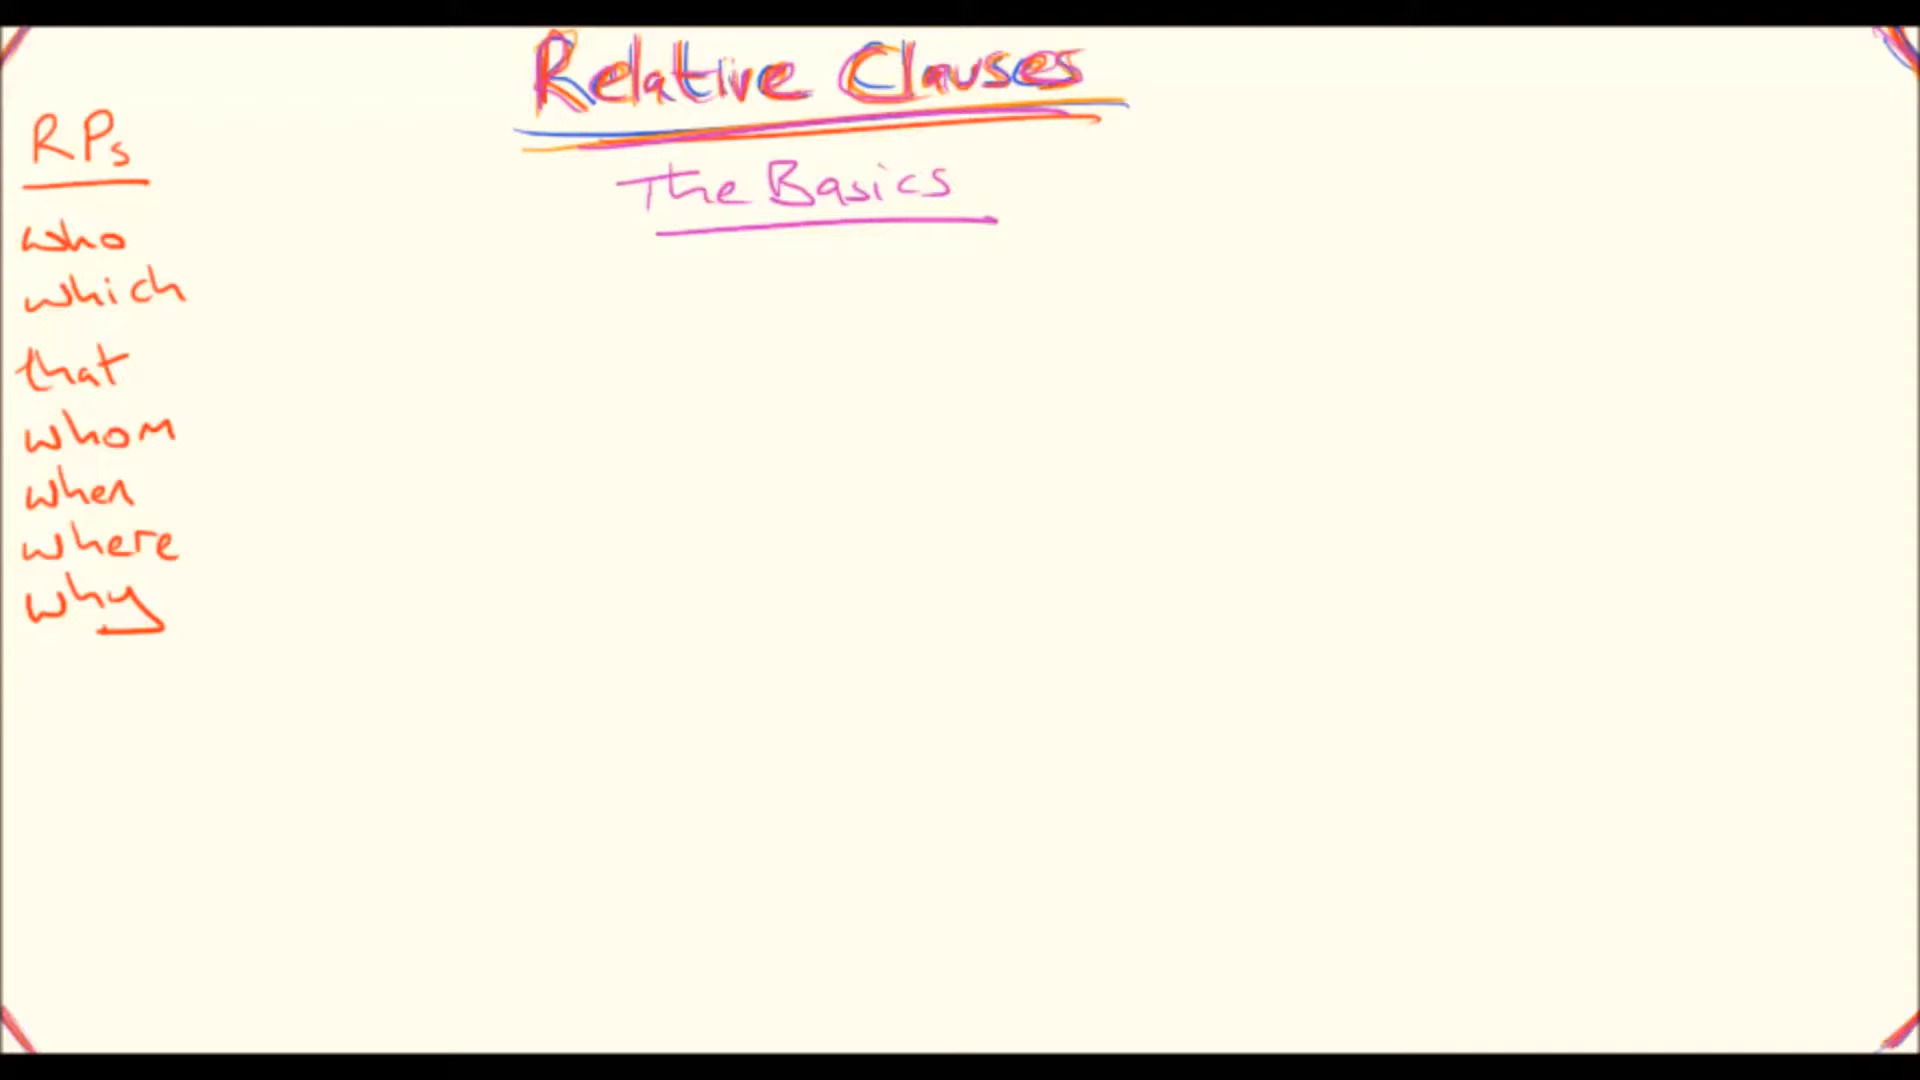 Relative Clauses
The Basics
RPs
who
which
that
whom
when
where
why